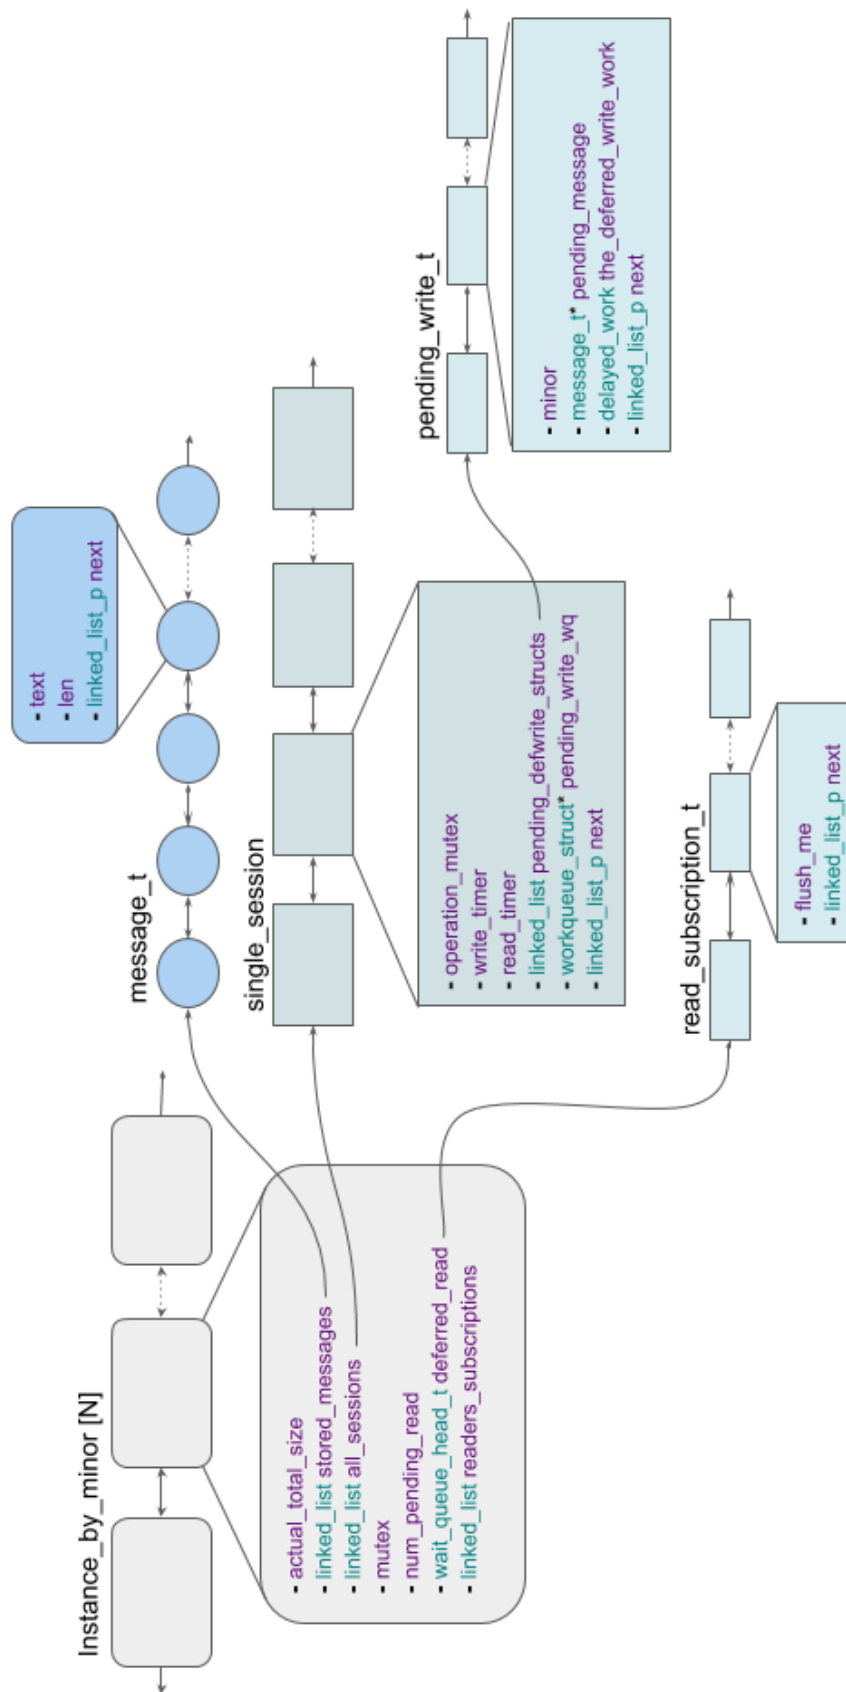 Instance_by_minor [N]
- actual_total_size
- linked_list stored_messages
- linked_list all_sessions
- mutex
- num_pending_read
- wait_queue_head_t deferred_read
- linked_list readers_subscriptions
message_t
- text
- len
- linked_list_p next
single_session
- operation_mutex
- write_timer
- read_timer
- linked_list pending_defwrite_structs
- workqueue_struct* pending_write_wq
- linked_list_p next
pending_write_t
- minor
- message_t* pending_message
- delayed_work the_deferred_write_work
- linked_list_p next
read_subscription_t
- flush_me
- linked_list_p next